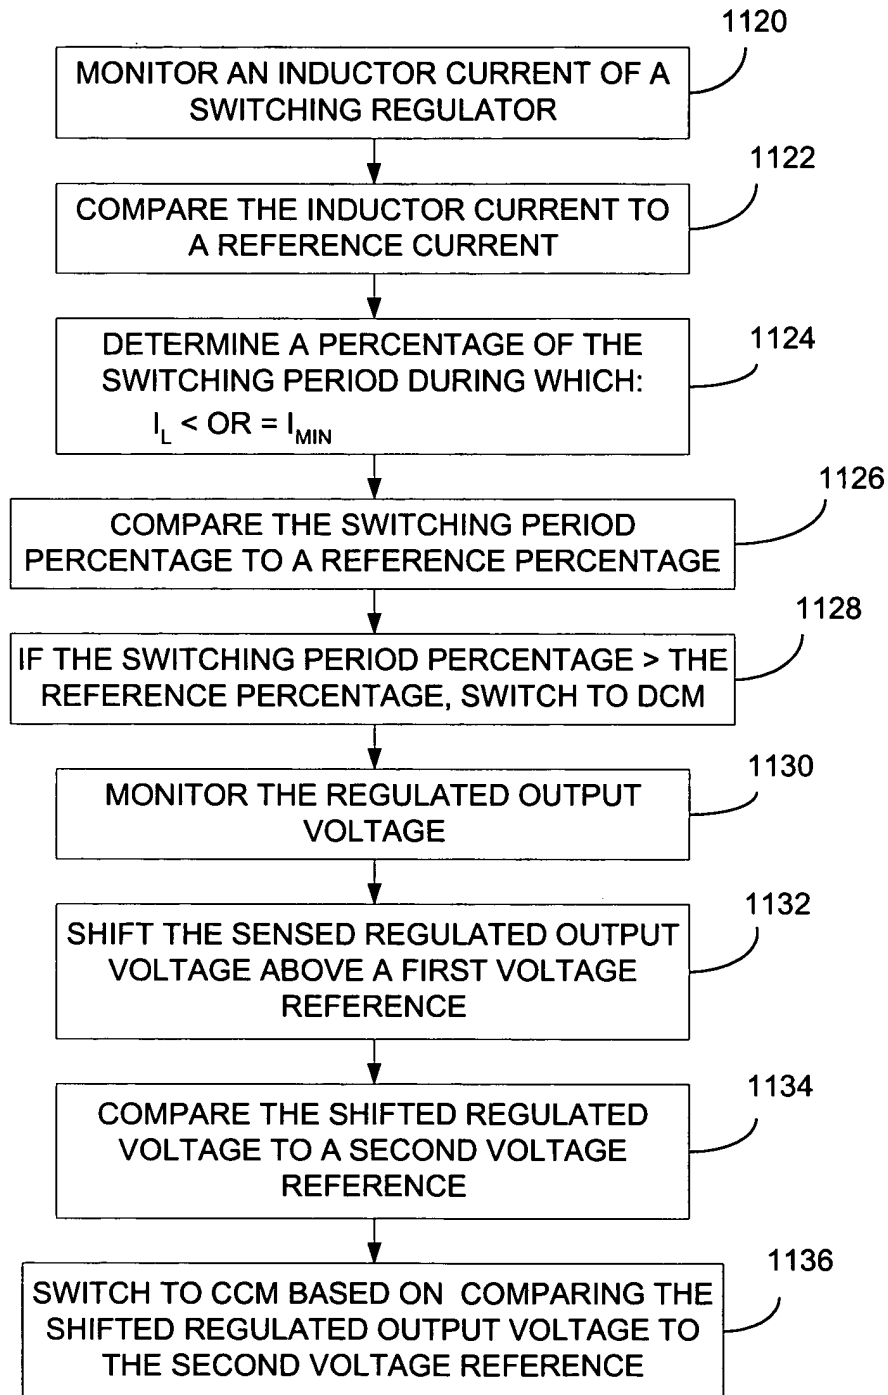 1120
MONITOR AN INDUCTOR CURRENT OF A
SWITCHING REGULATOR
1122
COMPARE THE INDUCTOR CURRENT TO
A REFERENCE CURRENT
1124
DETERMINE A PERCENTAGE OF THE
SWITCHING PERIOD DURING WHICH:
I_L < OR = I_MIN
1126
COMPARE THE SWITCHING PERIOD
PERCENTAGE TO A REFERENCE PERCENTAGE
1128
IF THE SWITCHING PERIOD PERCENTAGE > THE
REFERENCE PERCENTAGE, SWITCH TO DCM
1130
MONITOR THE REGULATED OUTPUT
VOLTAGE
1132
SHIFT THE SENSED REGULATED OUTPUT
VOLTAGE ABOVE A FIRST VOLTAGE
REFERENCE
1134
COMPARE THE SHIFTED REGULATED
VOLTAGE TO A SECOND VOLTAGE
REFERENCE
1136
SWITCH TO CCM BASED ON COMPARING THE
SHIFTED REGULATED OUTPUT VOLTAGE TO
THE SECOND VOLTAGE REFERENCE